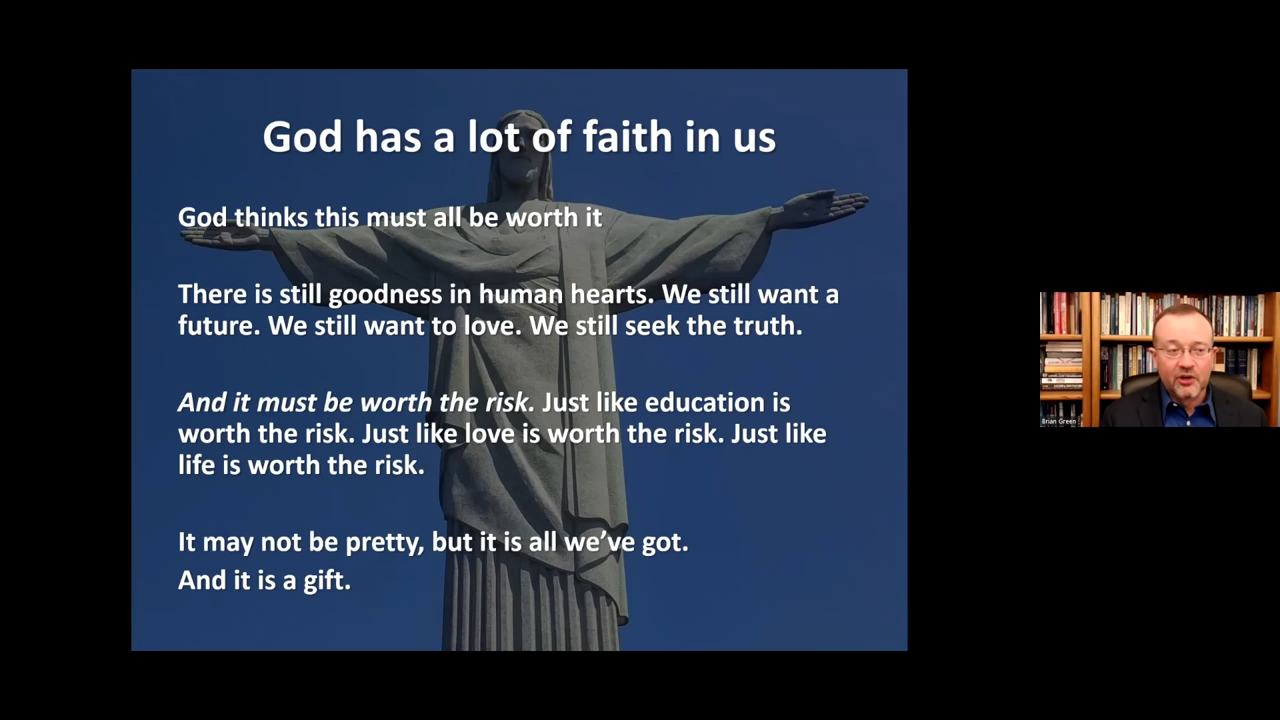 God has a lot of faith in us
God thinks this must all be worth it
There is still goodness in human hearts. We still want a
future. We still want to love. We still seek the truth.
And it must be worth the risk. Just like education is
worth the risk. Just like love is worth the risk. Just like
life is worth the risk.
It may not be pretty, but it is all we’ve got.
And it is a gift.
Brian Green